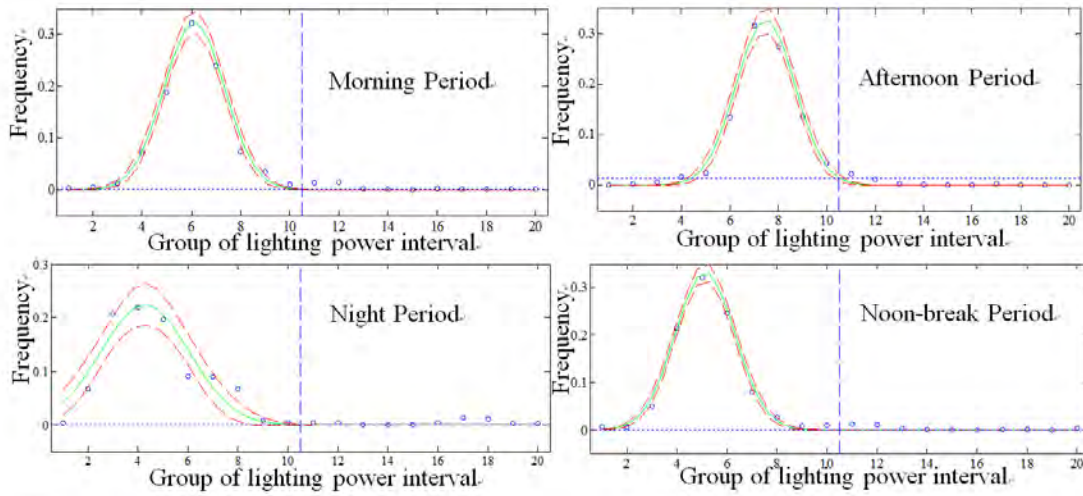 Frequency
0.3
0.2
0.1
0
Morning Period
2 4 6 8 10 12 14 16 18 20
Group of lighting power interval
Frequency
0.3
0.2
0.1
0
Afternoon Period
2 4 6 8 10 12 14 16 18 20
Group of lighting power interval
Frequency
0.3
0.2
0.1
0
Night Period
2 4 6 8 10 12 14 16 18 20
Group of lighting power interval
Frequency
0.3
0.2
0.1
0
Noon-break Period
2 4 6 8 10 12 14 16 18 20
Group of lighting power interval